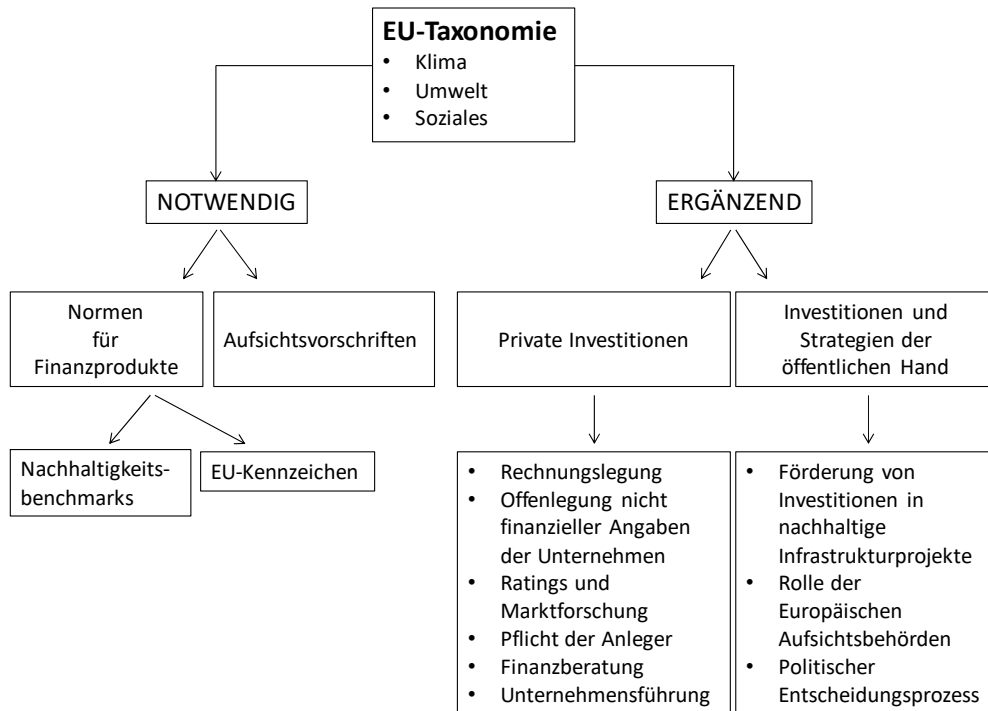 EU-Taxonomie
• Klima
• Umwelt
• Soziales
NOTWENDIG
ERGÄNZEND
Normen
für
Finanzprodukte
Aufsichtsvorschriften
Private Investitionen
Investitionen und
Strategien der
öffentlichen Hand
Nachhaltigkeits-
benchmarks
EU-Kennzeichen
• Rechnungslegung
• Offenlegung nicht
finanzieller Angaben
der Unternehmen
• Ratings und
Marktforschung
• Pflicht der Anleger
• Finanzberatung
• Unternehmensführung
• Förderung von
Investitionen in
nachhaltige
Infrastrukturprojekte
• Rolle der
Europäischen
Aufsichtsbehörden
• Politischer
Entscheidungsprozess